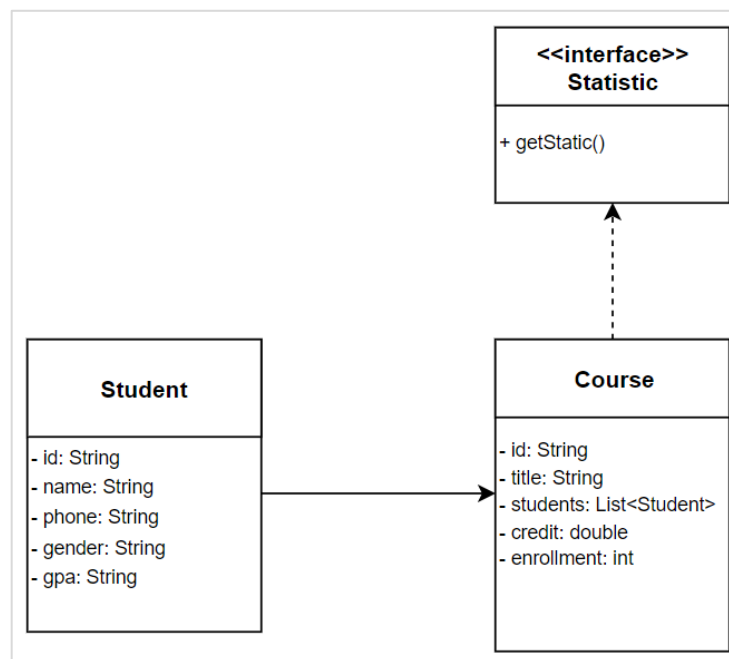 <<interface>>
Statistic
+ getStatic()
Student
- id: String
- name: String
- phone: String
- gender: String
- gpa: String
Course
- id: String
- title: String
- students: List<Student>
- credit: double
- enrollment: int